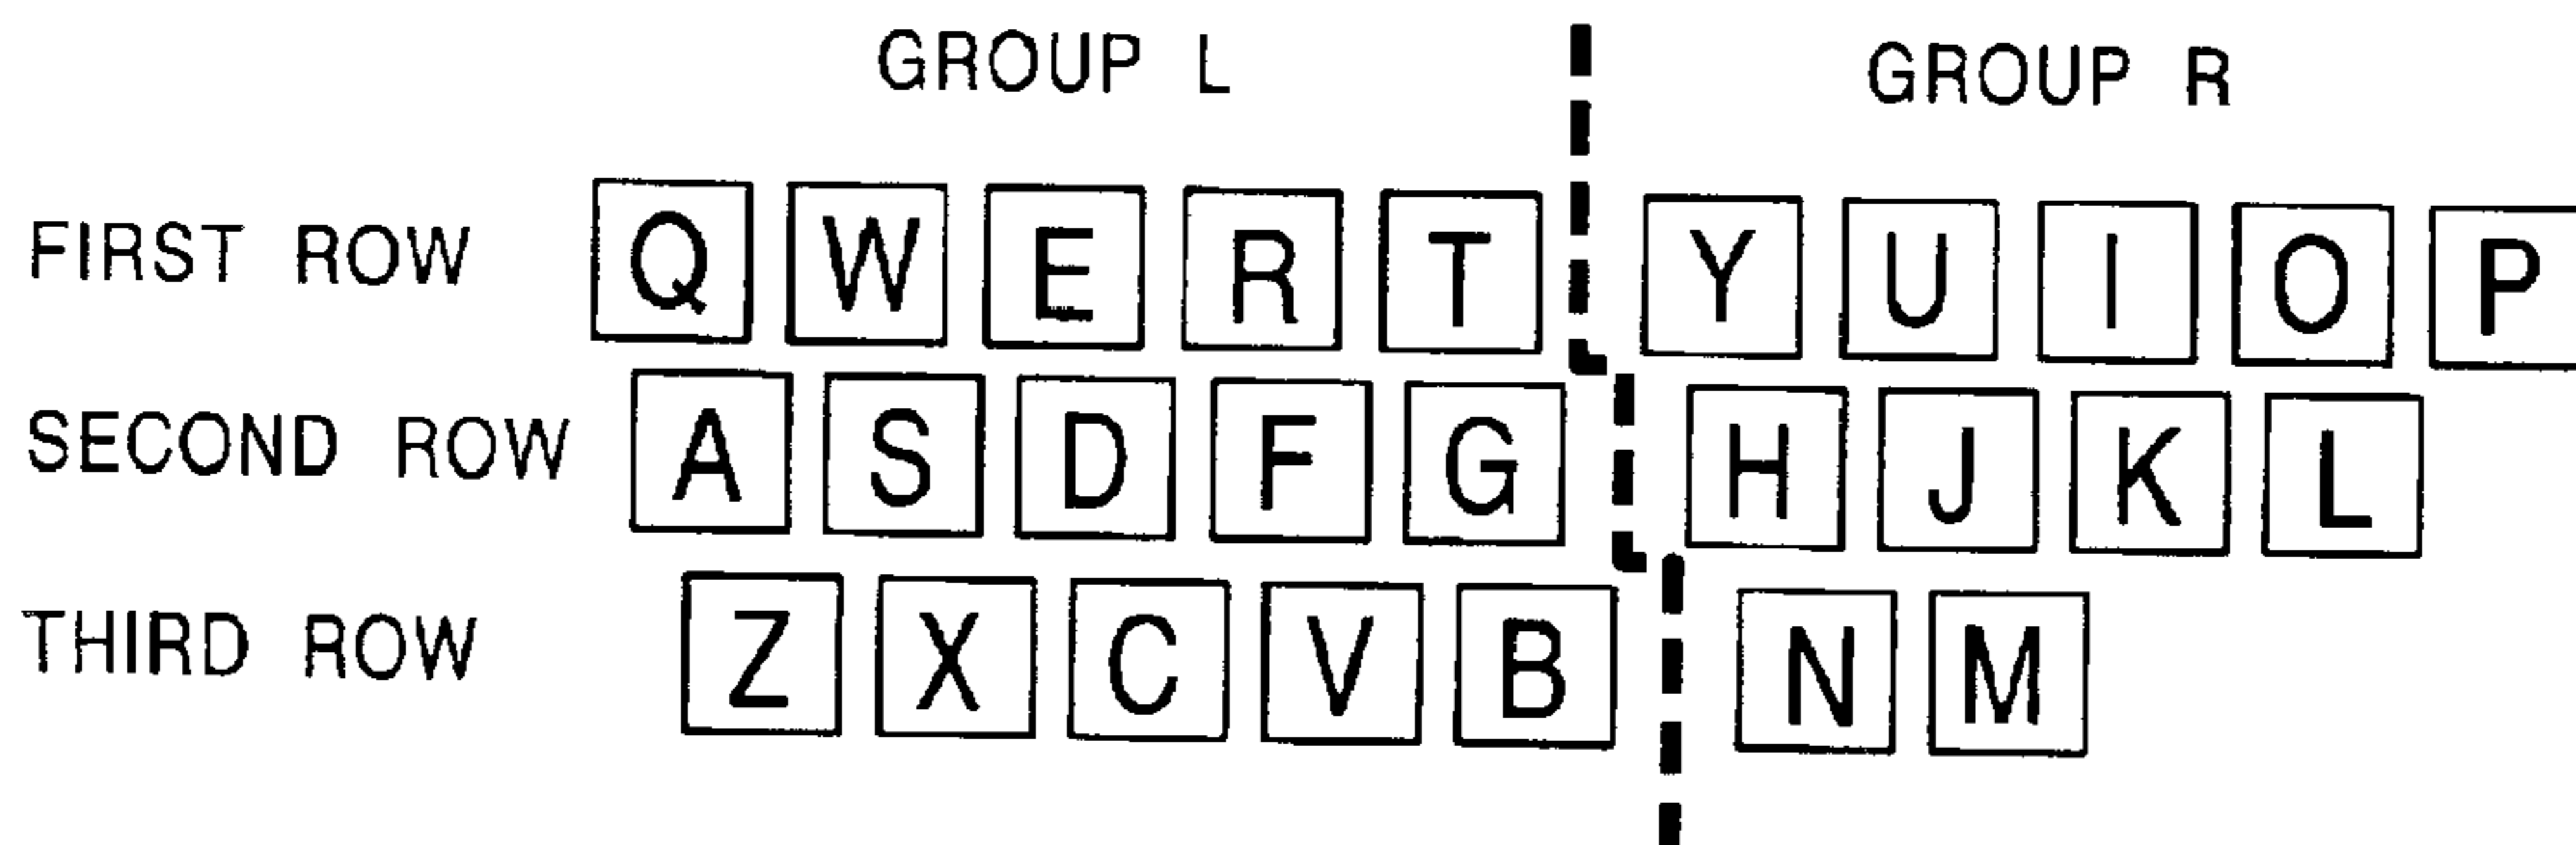 GROUP L GROUP R
FIRST ROW Q W E R T Y U I O P
SECOND ROW A S D F G H J K L
THIRD ROW Z X C V B N M